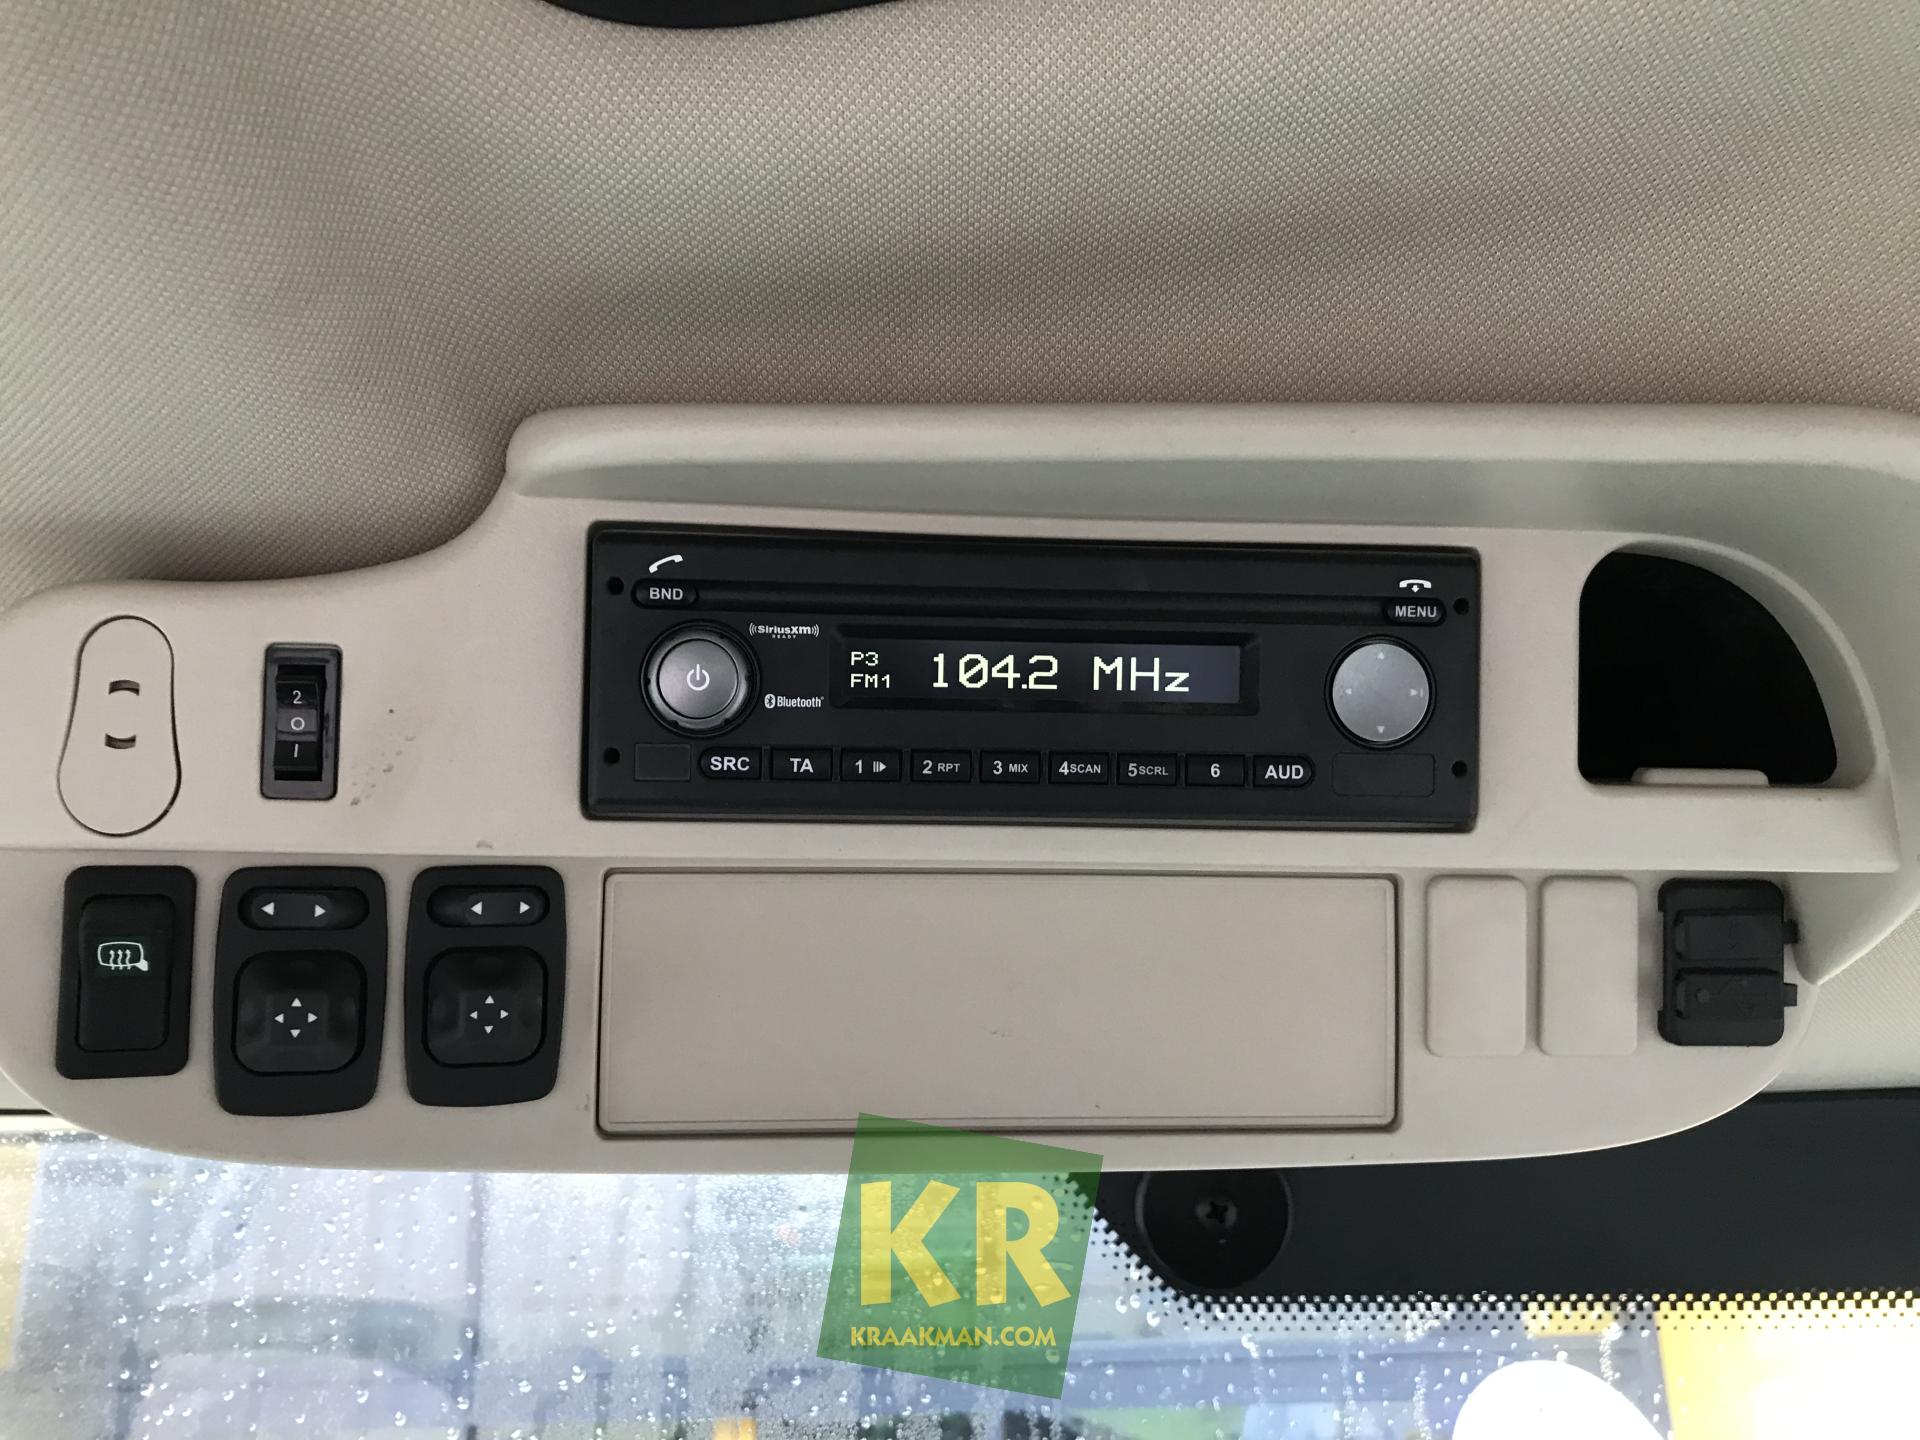 BND
MENU
((SiriusXM))
READY
P3
FM1
104.2 MHz
Bluetooth®
SRC
TA
1
2 RPT
3 MIX
4SCAN
5SCRL
6
AUD
2
O
I
KR
KRAAKMAN.COM